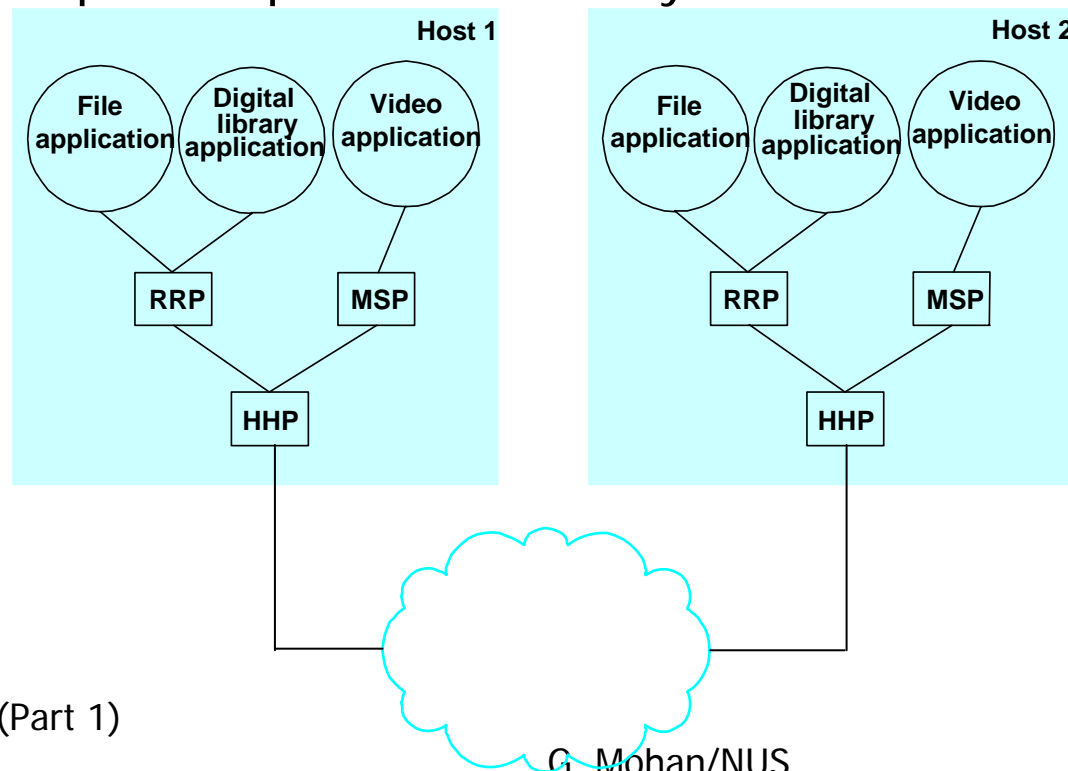 Host 1
File
application
Digital
library
application
Video
application
RRP
MSP
HHP
Host 2
File
application
Digital
library
application
Video
application
RRP
MSP
HHP
(Part 1)
G. Mohan/NUS